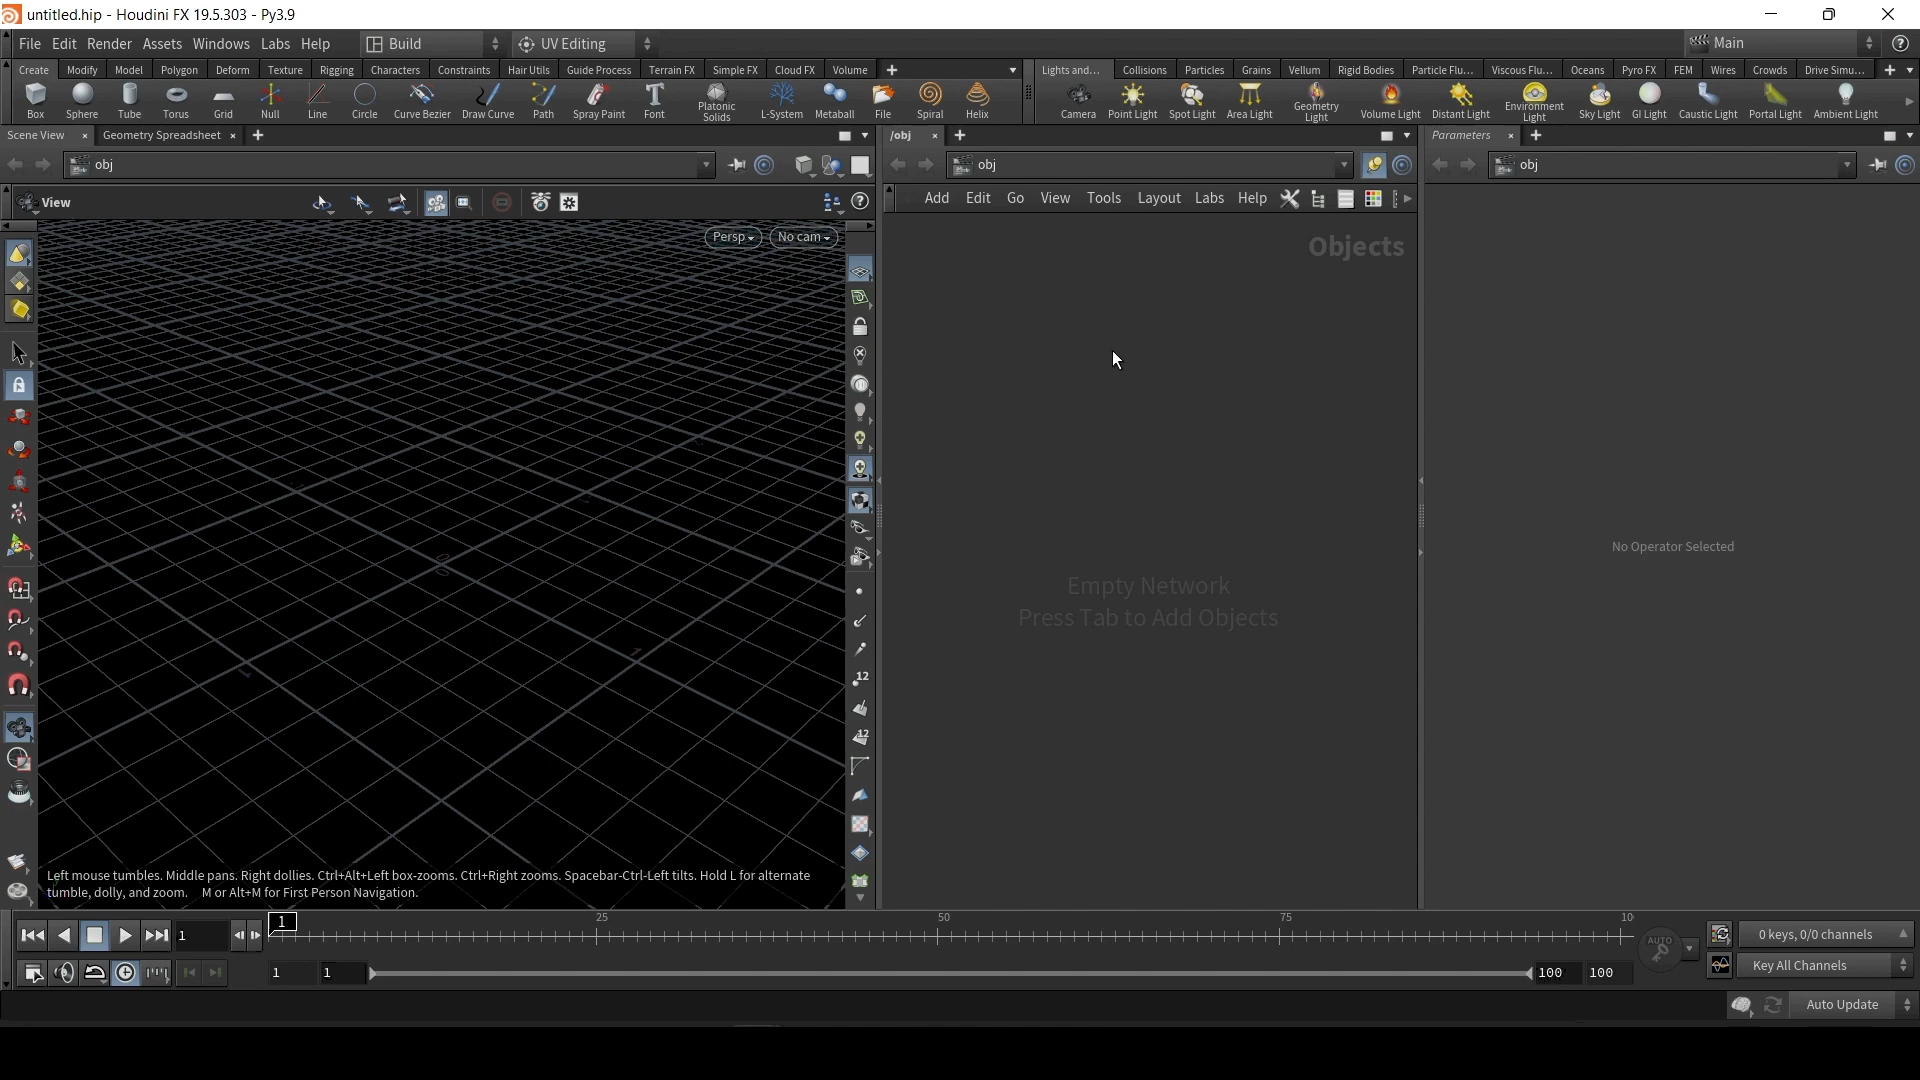 untitled.hip - Houdini FX 19.5.303 - Py3.9
File Edit Render Assets Windows Labs Help Build UV Editing Main
Create Modify Model Polygon Deform Texture Rigging Characters Constraints Hair Utils Guide Process Terrain FX Simple FX Cloud FX Volume
Lights and... Collisions Particles Grains Vellum Rigid Bodies Particle Flu... Viscous Flu... Oceans Pyro FX FEM Wires Crowds Drive Simu...
Box Sphere Tube Torus Grid Null Line Circle Curve Bezier Draw Curve Path Spray Paint Font Platonic Solids L-System Metaball File Spiral Helix
Camera Point Light Spot Light Area Light Geometry Light Volume Light Distant Light Environment Light Sky Light GI Light Caustic Light Portal Light Ambient Light
Scene View × Geometry Spreadsheet ×
/obj ×
Parameters ×
obj
obj
obj
View
Add Edit Go View Tools Layout Labs Help
Persp No cam
Objects
Empty Network
Press Tab to Add Objects
No Operator Selected
12
12
1
Left mouse tumbles. Middle pans. Right dollies. Ctrl+Alt+Left box-zooms. Ctrl+Right zooms. Spacebar-Ctrl-Left tilts. Hold L for alternate
tumble, dolly, and zoom. M or Alt+M for First Person Navigation.
1 1 25 50 75 10
AUTO
0 keys, 0/0 channels
1 1 100 100
Key All Channels
Auto Update